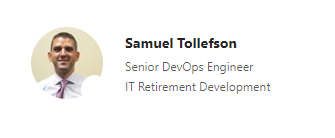 Samuel Tollefson
Senior DevOps Engineer
IT Retirement Development